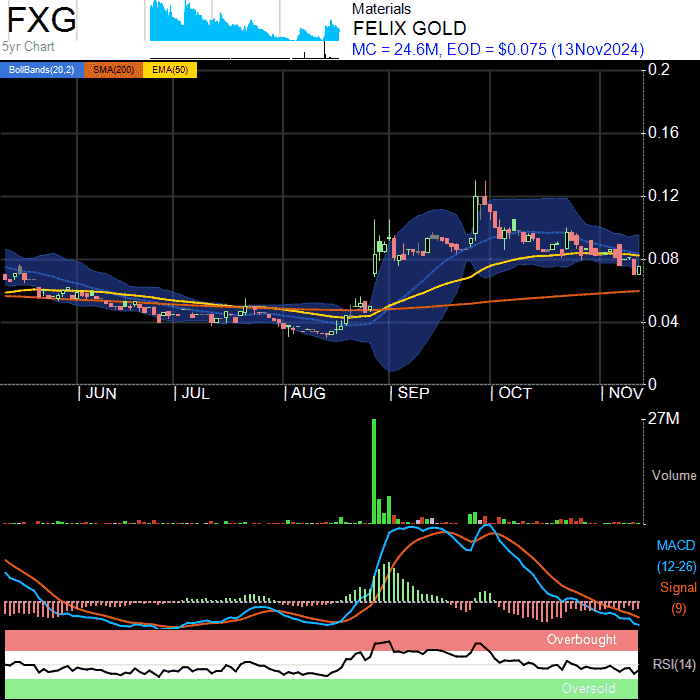 FXG
5yr Chart
Materials
FELIX GOLD
MC = 24.6M, EOD = $0.075 (13Nov2024)
BollBands(20,2) SMA(200) EMA(50)
0.2
0.16
0.12
0.08
0.04
0
| JUN | JUL | AUG | SEP | OCT | NOV
27M
Volume
MACD
(12-26)
Signal
(9)
Overbought
RSI(14)
Oversold